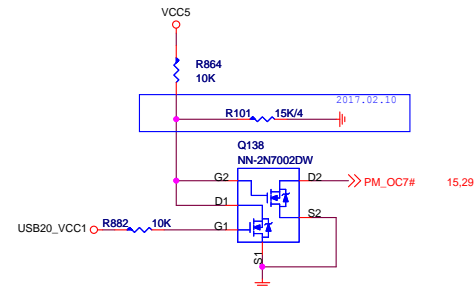 VCC5
R864
10K
2017.02.10
R101 15K/4
Q138
NN-2N7002DW
G2 D2
PM_OC7# 15,29
D1
S2
USB20_VCC1 R882 10K G1
S1